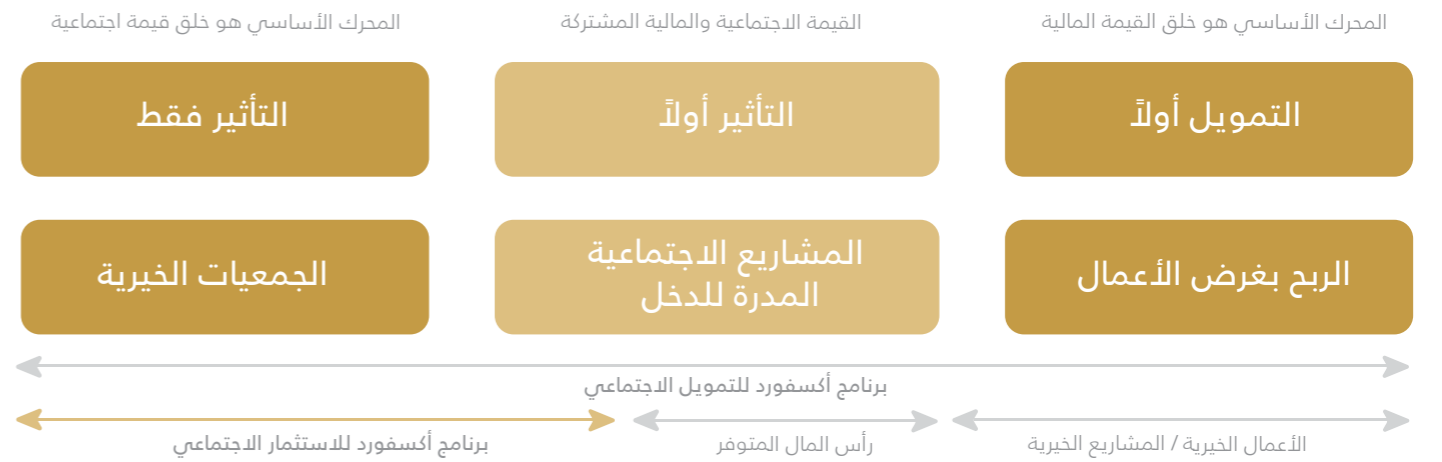 المحرك الأساسي هو خلق القيمة المالية
القيمة الاجتماعية والمالية المشتركة
المحرك الأساسي هو خلق قيمة اجتماعية
التمويل أولاً
التأثير أولاً
التأثير فقط
الربح بغرض الأعمال
المشاريع الاجتماعية
المدرة للدخل
الجمعيات الخيرية
برنامج أكسفورد للتمويل الاجتماعي
الأعمال الخيرية / المشاريع الخيرية
رأس المال المتوفر
برنامج أكسفورد للاستثمار الاجتماعي